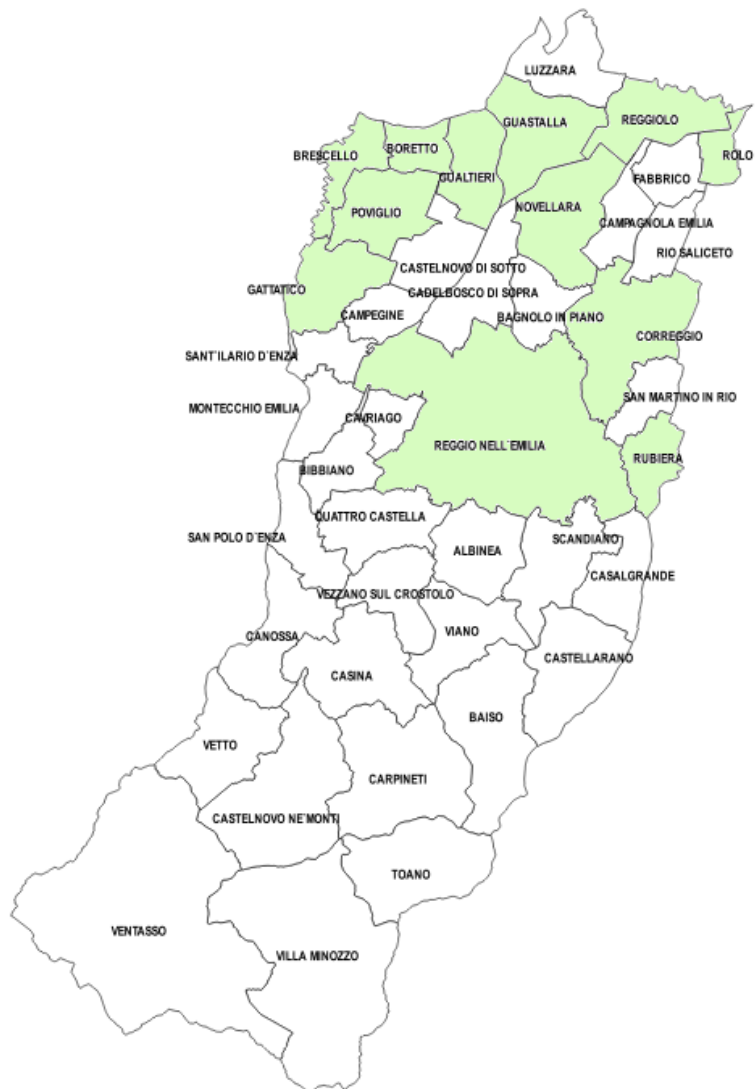 LUZZARA
GUASTALLA
REGGIOLO
BRESCELLO
BORETTO
ROLO
GUALTIERI
FABBRICO
POVIGLIO
NOVELLARA
CAMPAGNOLA EMILIA
RIO SALICETO
CASTELNOVO DI SOTTO
GATTATICO
CADELBOSCO DI SOPRA
CAMPEGINE
BAGNOLO IN PIANO
CORREGGIO
SANT`ILARIO D`ENZA
SAN MARTINO IN RIO
MONTECCHIO EMILIA
CAVRIAGO
REGGIO NELL`EMILIA
RUBIERA
BIBBIANO
QUATTRO CASTELLA
SAN POLO D`ENZA
SCANDIANO
ALBINEA
CASALGRANDE
VEZZANO SUL CROSTOLO
VIANO
CANOSSA
CASTELLARANO
CASINA
BAISO
VETTO
CARPINETI
CASTELNOVO NE`MONTI
TOANO
VENTASSO
VILLA MINOZZO